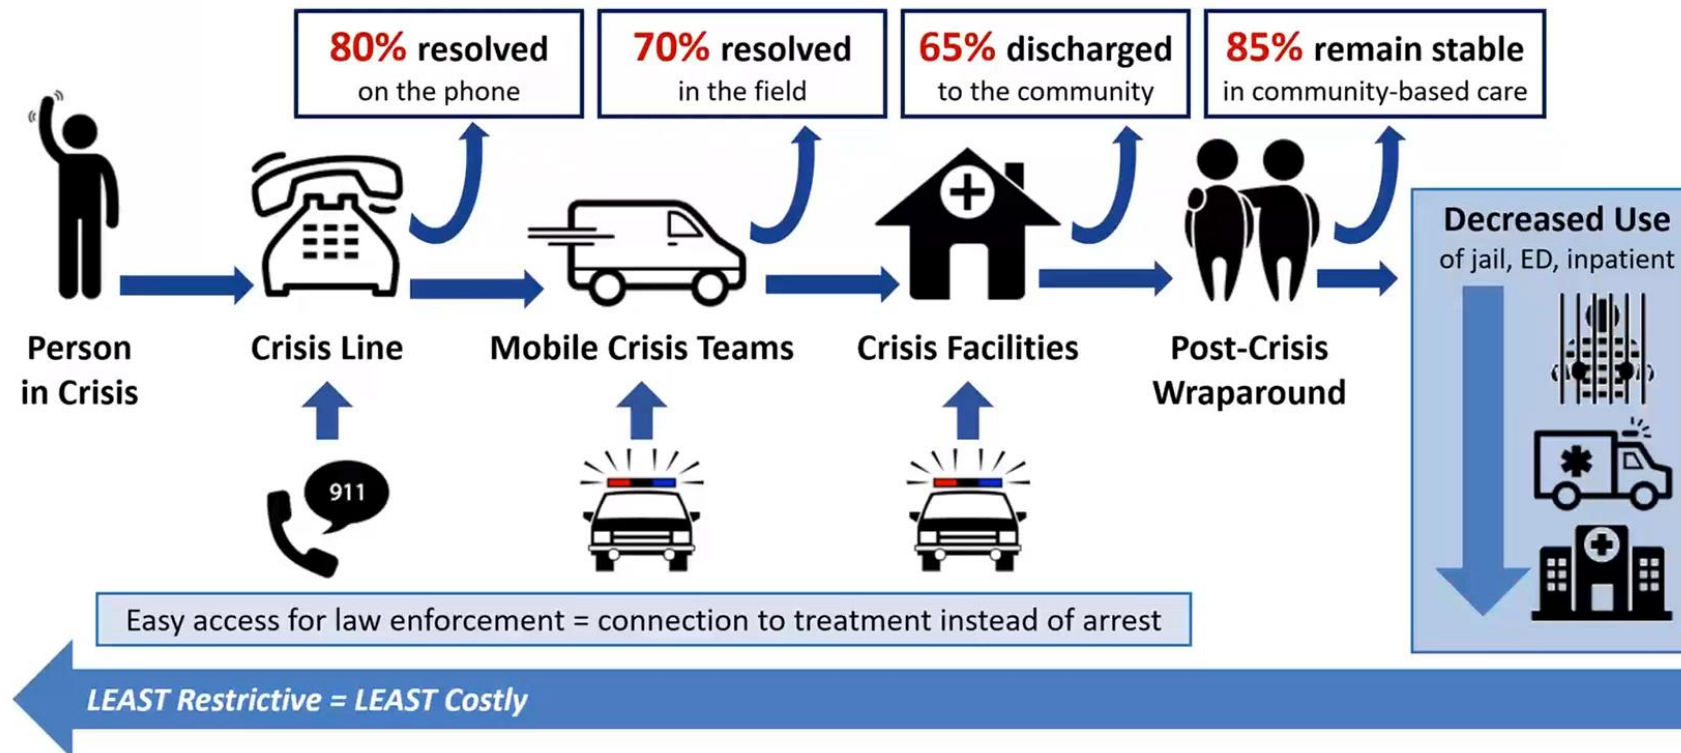 80% resolved
on the phone
70% resolved
in the field
65% discharged
to the community
85% remain stable
in community-based care
Person
in Crisis
Crisis Line
Mobile Crisis Teams
Crisis Facilities
Post-Crisis
Wraparound
Decreased Use
of jail, ED, inpatient
911
Easy access for law enforcement = connection to treatment instead of arrest
LEAST Restrictive = LEAST Costly